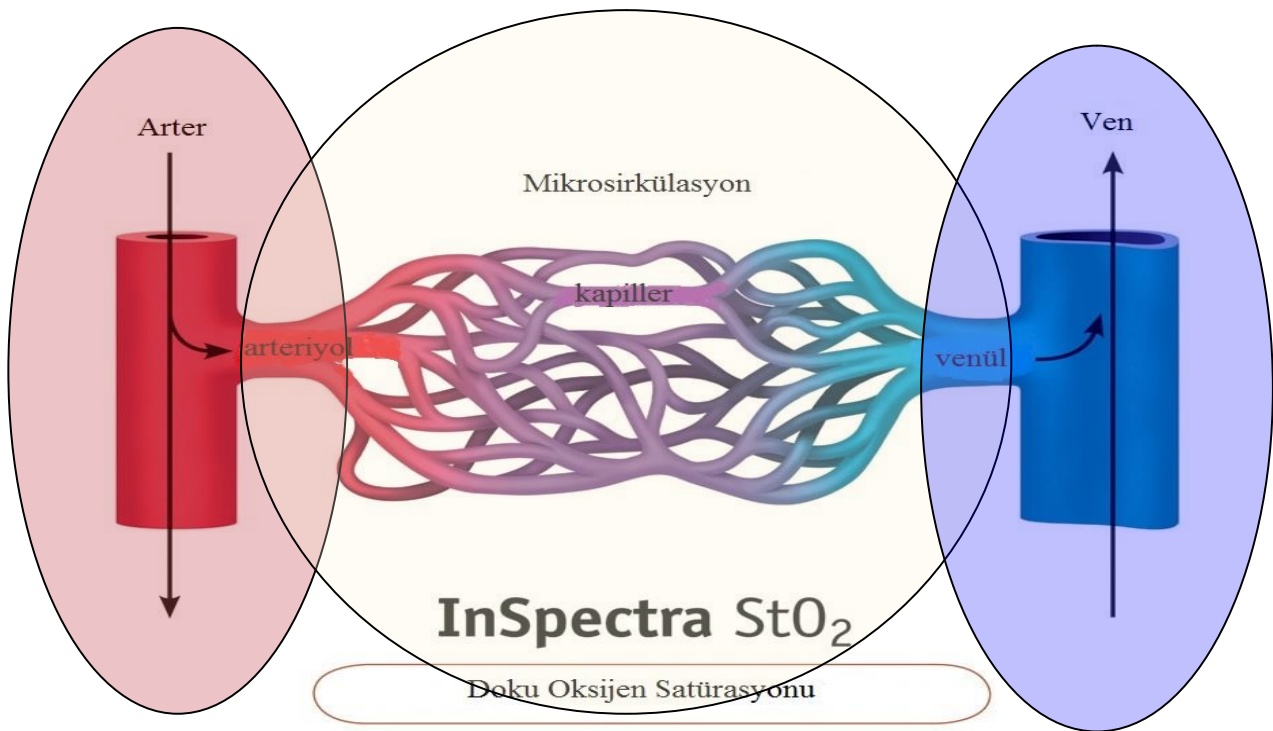 Arter
Ven
Mikrosirkülasyon
kapiller
arteriyol
venül
InSpectra StO₂
Doku Oksijen Satürasyonu